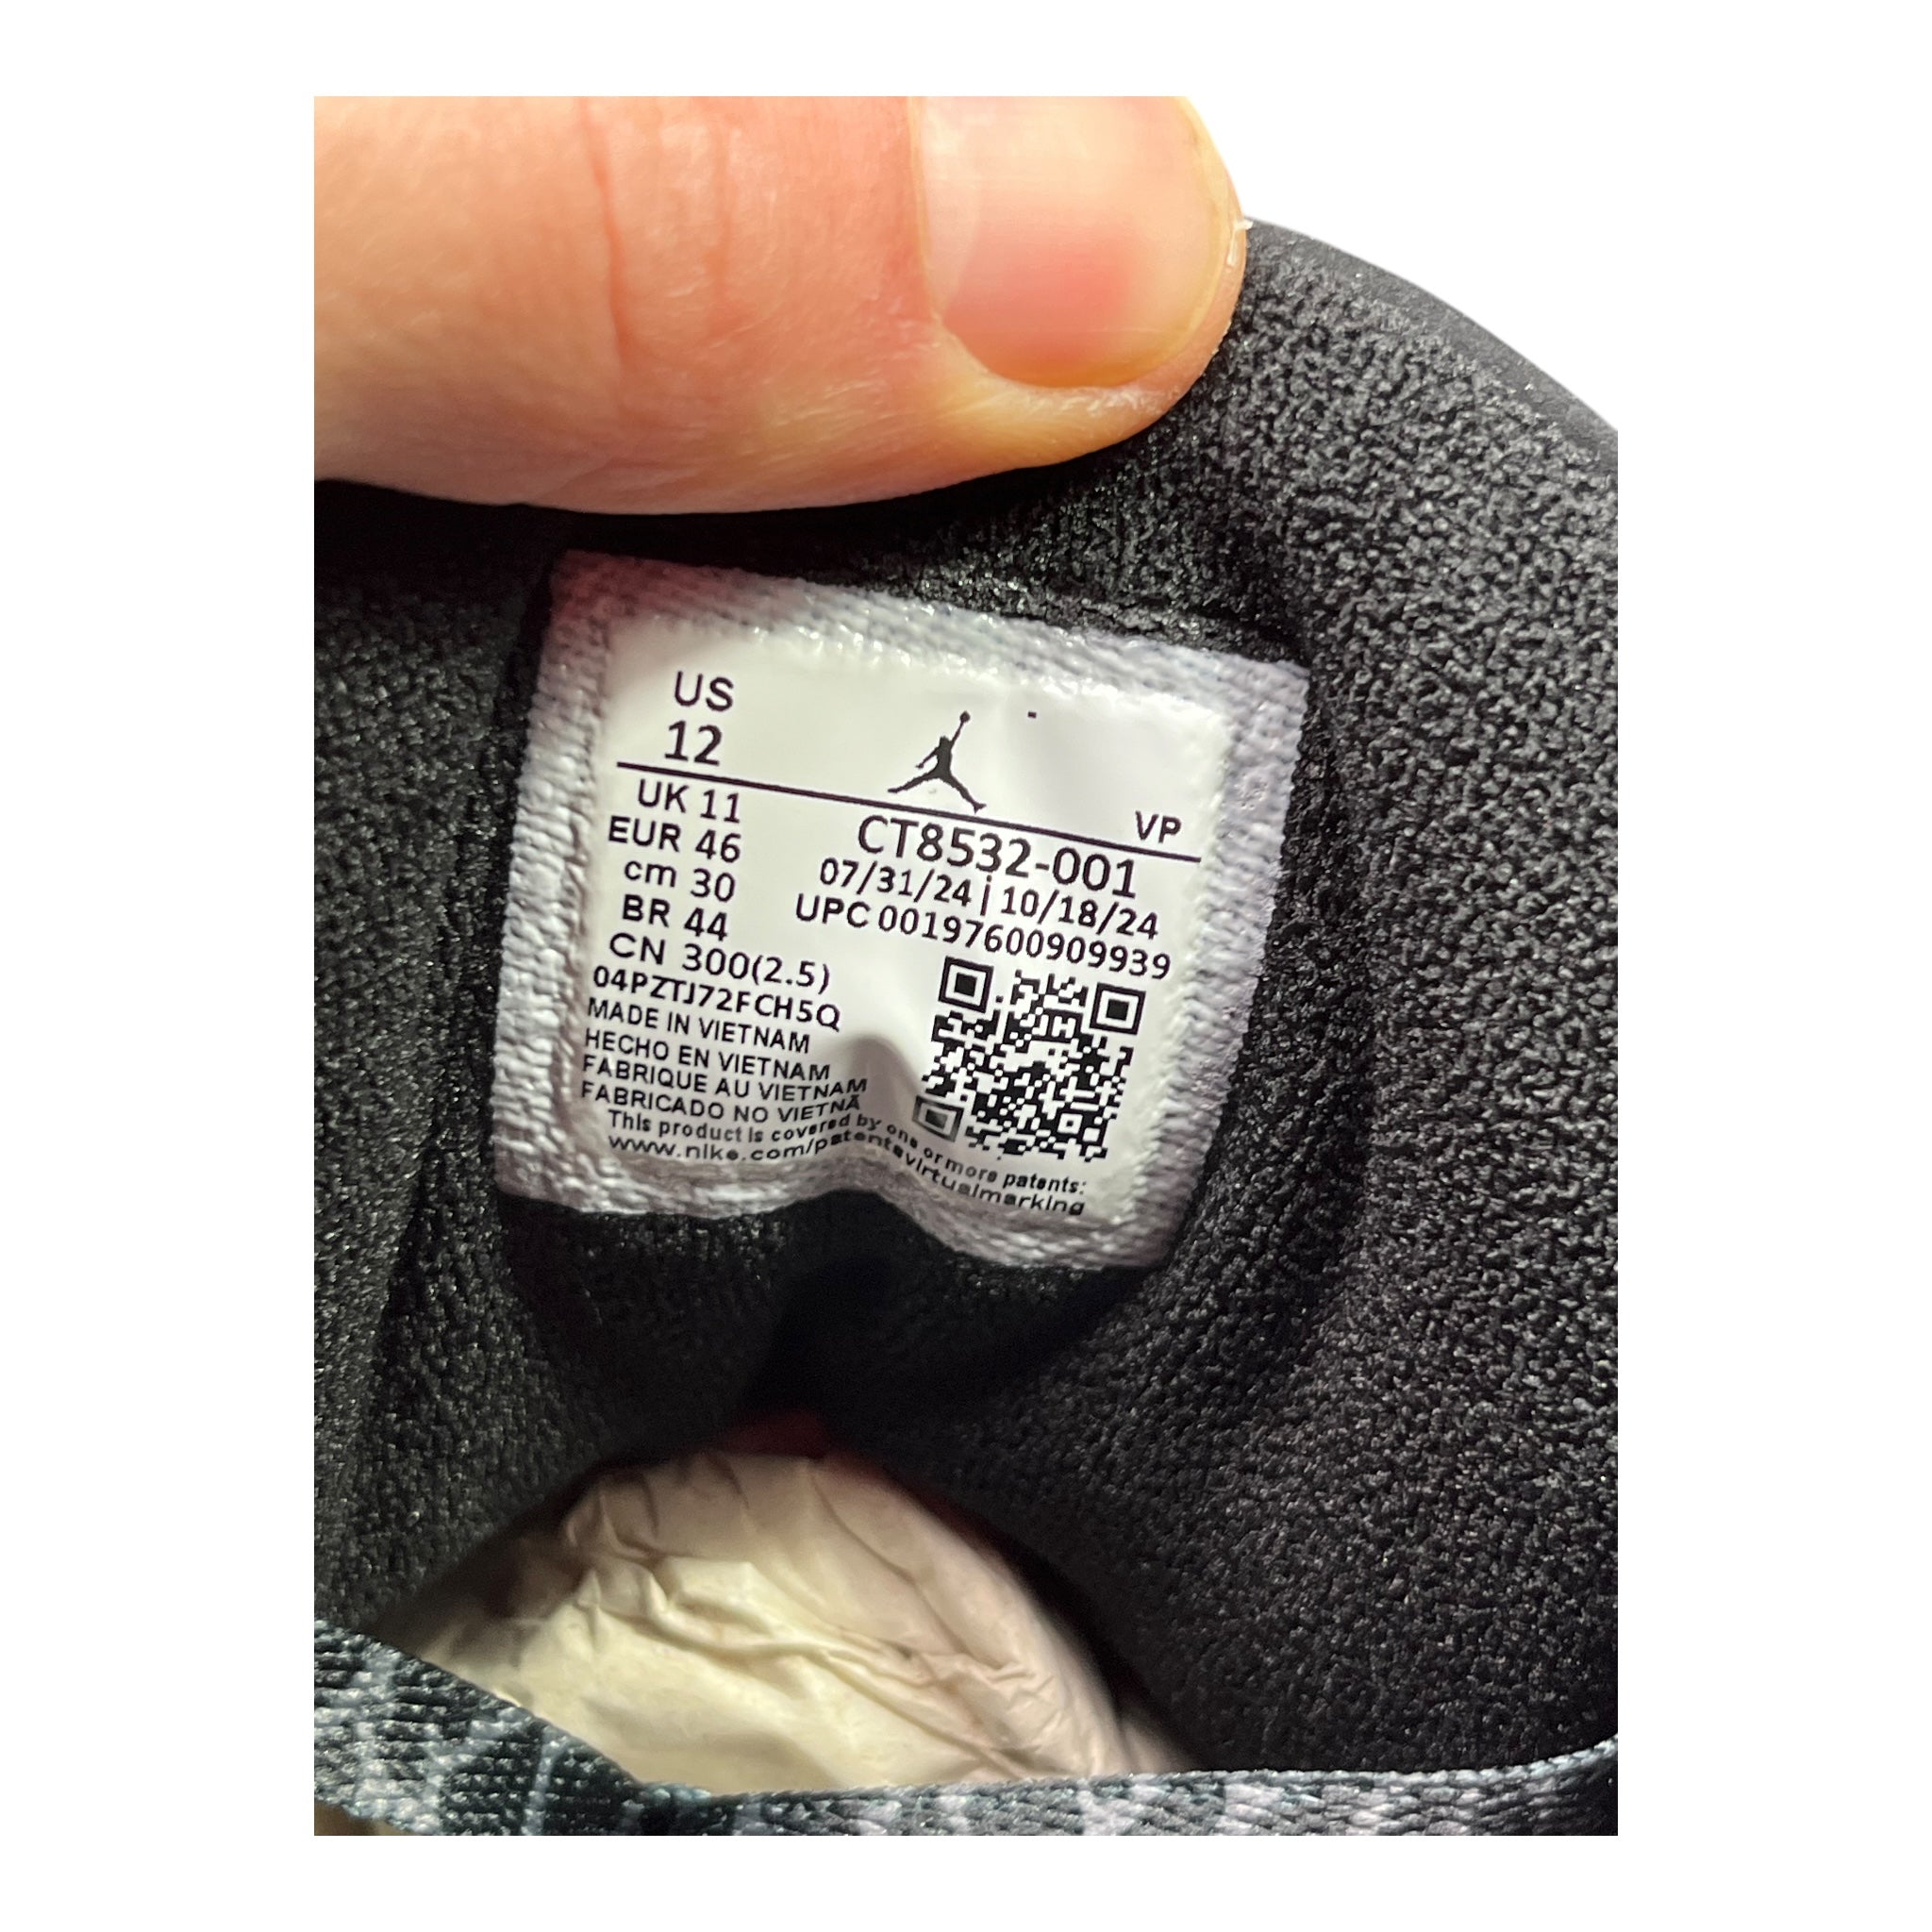 US
12
VP
UK 11
EUR 46
cm 30
BR 44
CN 300(2.5)
CT8532-001
07/31/24 | 10/18/24
UPC 00197600909939
04PZTJ72FCH5Q
MADE IN VIETNAM
HECHO EN VIETNAM
FABRIQUE AU VIETNAM
FABRICADO NO VIETNÃ
This product is covered by one or more patents:
www.nike.com/patentsvirtualmarking